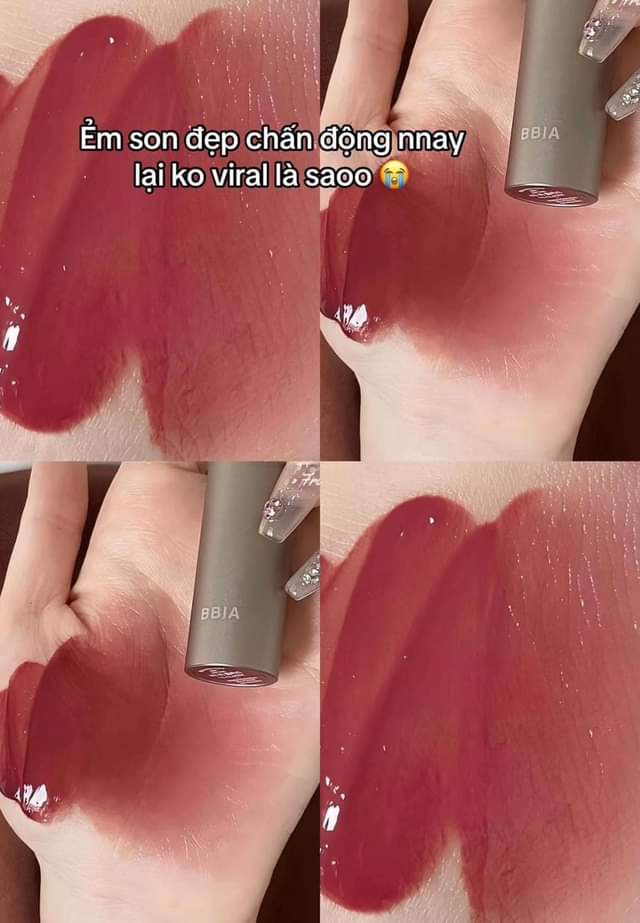 Ẻm son đẹp chấn động nnay
lại ko viral là saoo 😭
BBIA
BBIA